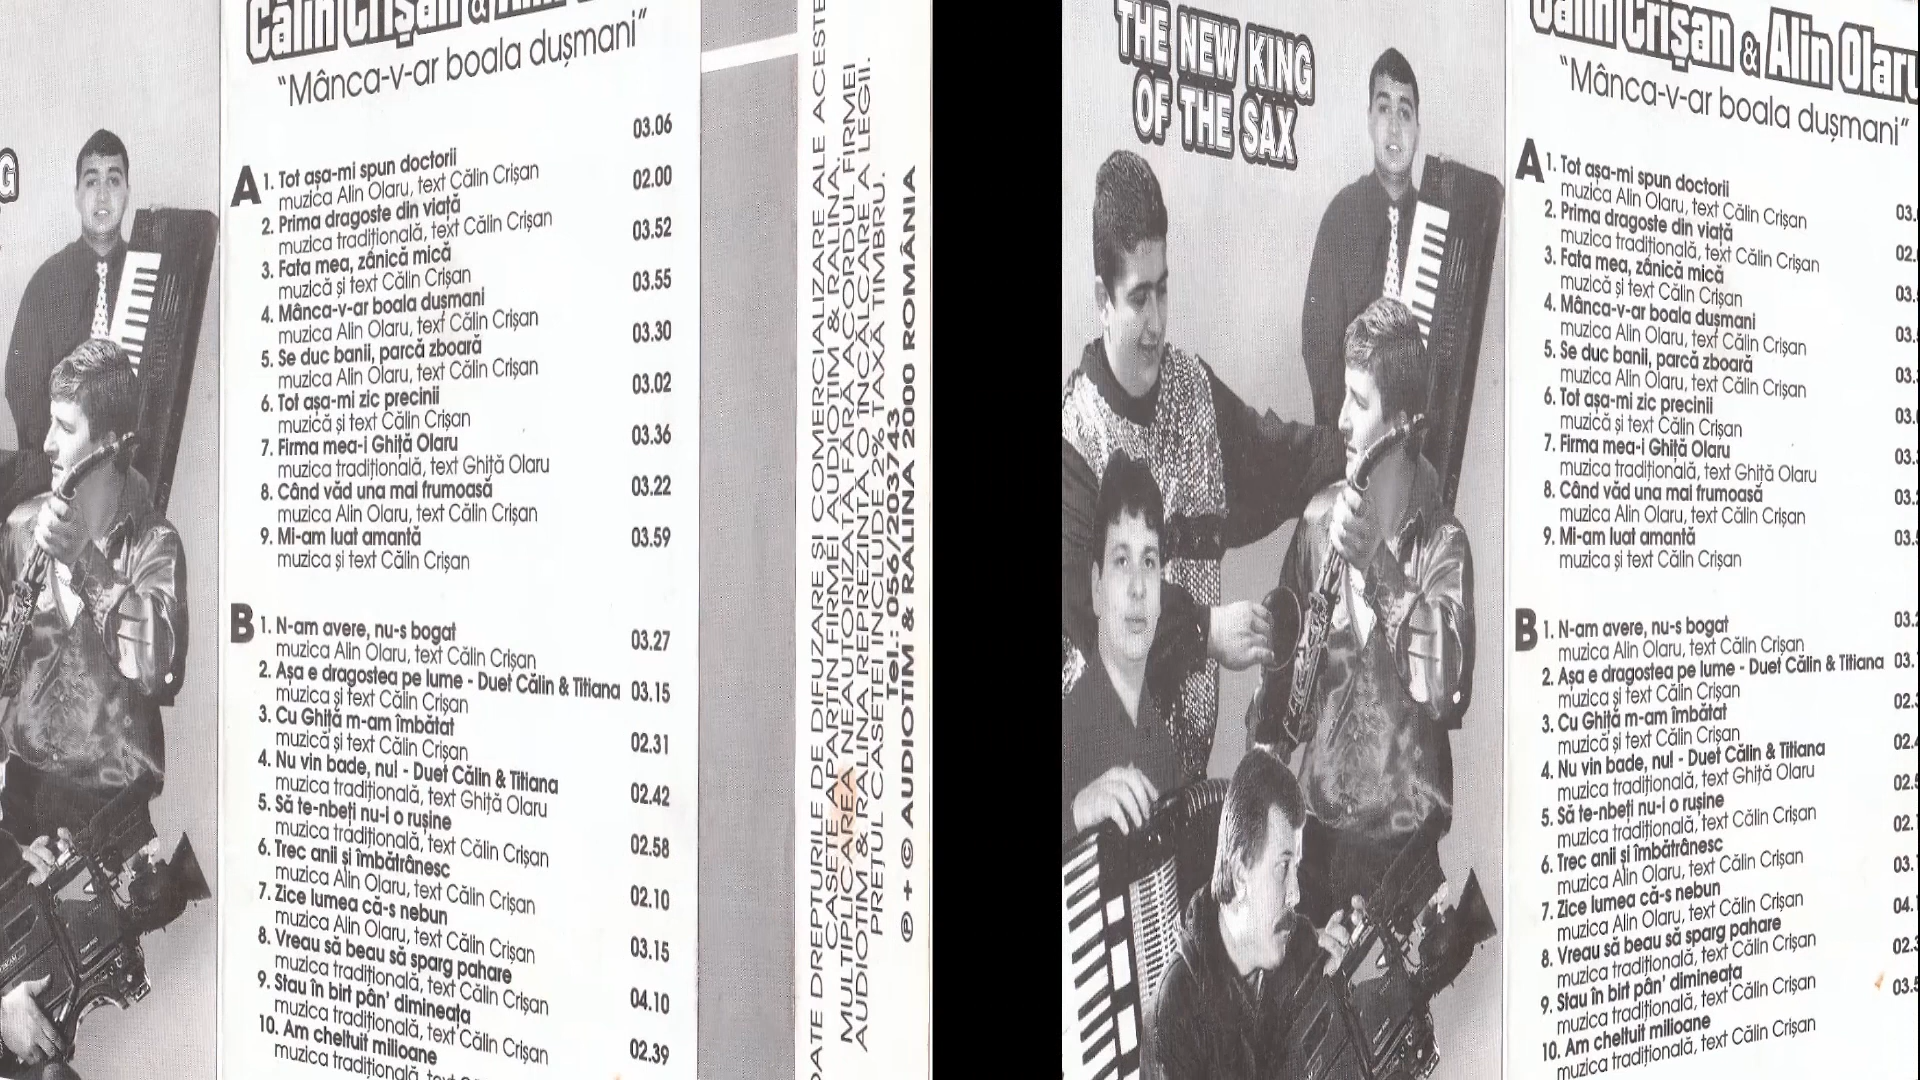 G
Călin Crişan &
"Mânca-v-ar boala duşmani"
A
1. Tot aşa-mi spun doctorii
03.06
muzica Alin Olaru, text Călin Crişan
2. Prima dragoste din viaţă
02.00
muzica tradiţională, text Călin Crişan
3. Fata mea, zânică mică
03.52
muzică şi text Călin Crişan
4. Mânca-v-ar boala duşmani
03.55
muzica Alin Olaru, text Călin Crişan
5. Se duc banii, parcă zboară
03.30
muzica Alin Olaru, text Călin Crişan
6. Tot aşa-mi zic precinii
03.02
muzică şi text Călin Crişan
7. Firma mea-i Ghiţă Olaru
03.36
muzica tradiţională, text Ghiţă Olaru
8. Când văd una mai frumoasă
03.22
muzica Alin Olaru, text Călin Crişan
9. Mi-am luat amantă
03.59
muzica şi text Călin Crişan
B
1. N-am avere, nu-s bogat
03.27
muzica Alin Olaru, text Călin Crişan
2. Aşa e dragostea pe lume - Duet Călin & Titiana
03.15
muzica şi text Călin Crişan
3. Cu Ghiţă m-am îmbătat
02.31
muzică şi text Călin Crişan
4. Nu vin bade, nu! - Duet Călin & Titiana
02.42
muzica tradiţională, text Ghiţă Olaru
5. Să te-nbeţi nu-i o ruşine
02.58
muzica tradiţională, text Călin Crişan
6. Trec anii şi îmbătrânesc
02.10
muzica Alin Olaru, text Călin Crişan
7. Zice lumea că-s nebun
03.15
muzica Alin Olaru, text Călin Crişan
8. Vreau să beau să sparg pahare
04.10
muzica tradiţională, text Călin Crişan
9. Stau în birt pân' dimineaţa
02.39
muzica tradiţională, text Călin Crişan
10. Am cheltuit milioane
muzica tradiţională,
DREPTURILE DE DIFUZARE ŞI COMERCIALIZARE ALE ACESTE
CASETE APARŢIN FIRMEI AUDIOTIM & RALINA.
MULTIPLICAREA NEAUTORIZATĂ FĂRĂ ACORDUL FIRMEI
AUDIOTIM & RALINA REPREZINTĂ O ÎNCĂLCARE A LEGII.
PREŢUL CASETEI INCLUDE 2% TAXĂ TIMBRU.
Tel.: 056/203743
℗ + © AUDIOTIM & RALINA 2000 ROMÂNIA
THE NEW KING
OF THE SAX
Călin Crişan & Alin Olaru
"Mânca-v-ar boala duşmani"
A
1. Tot aşa-mi spun doctorii
muzica Alin Olaru, text Călin Crişan
2. Prima dragoste din viaţă
muzica tradiţională, text Călin Crişan
3. Fata mea, zânică mică
muzică şi text Călin Crişan
4. Mânca-v-ar boala duşmani
muzica Alin Olaru, text Călin Crişan
5. Se duc banii, parcă zboară
muzica Alin Olaru, text Călin Crişan
6. Tot aşa-mi zic precinii
muzică şi text Călin Crişan
7. Firma mea-i Ghiţă Olaru
muzica tradiţională, text Ghiţă Olaru
8. Când văd una mai frumoasă
muzica Alin Olaru, text Călin Crişan
9. Mi-am luat amantă
muzica şi text Călin Crişan
B
1. N-am avere, nu-s bogat
muzica Alin Olaru, text Călin Crişan
2. Aşa e dragostea pe lume - Duet Călin & Titiana
muzica şi text Călin Crişan
3. Cu Ghiţă m-am îmbătat
muzică şi text Călin Crişan
4. Nu vin bade, nu! - Duet Călin & Titiana
muzica tradiţională, text Ghiţă Olaru
5. Să te-nbeţi nu-i o ruşine
muzica tradiţională, text Călin Crişan
6. Trec anii şi îmbătrânesc
muzica Alin Olaru, text Călin Crişan
7. Zice lumea că-s nebun
muzica Alin Olaru, text Călin Crişan
8. Vreau să beau să sparg pahare
muzica tradiţională, text Călin Crişan
9. Stau în birt pân' dimineaţa
muzica tradiţională, text Călin Crişan
10. Am cheltuit milioane
muzica tradiţională, text Călin Crişan